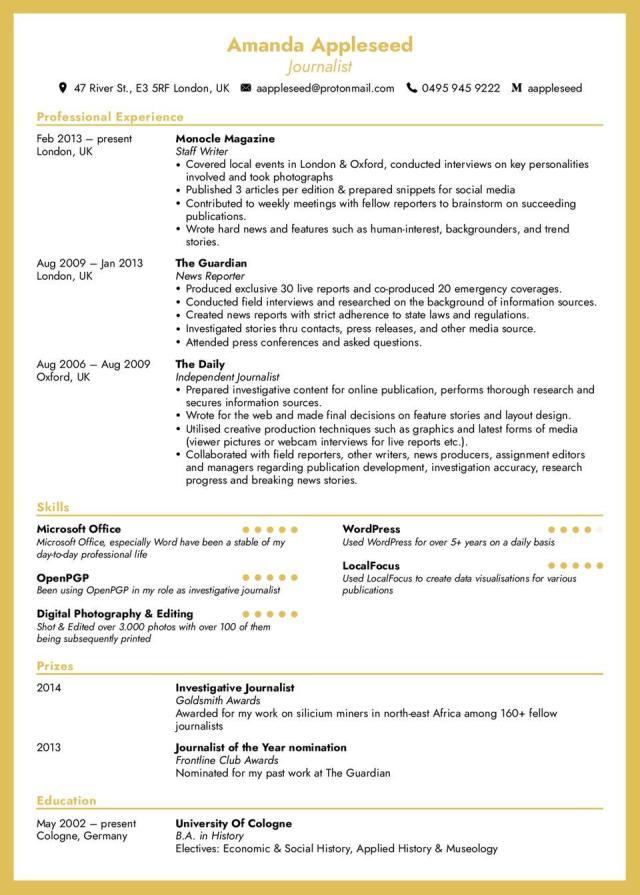 Amanda Appleseed
Journalist
47 River St., E3 5RF London, UK aappleseed@protonmail.com 0495 945 9222 M aappleseed
Professional Experience
Feb 2013 – present
London, UK
Monocle Magazine
Staff Writer
• Covered local events in London & Oxford, conducted interviews on key personalities
involved and took photographs
• Published 3 articles per edition & prepared snippets for social media
• Contributed to weekly meetings with fellow reporters to brainstorm on succeeding
publications.
• Wrote hard news and features such as human-interest, backgrounders, and trend
stories.
Aug 2009 – Jan 2013
London, UK
The Guardian
News Reporter
• Produced exclusive 30 live reports and co-produced 20 emergency coverages.
• Conducted field interviews and researched on the background of information sources.
• Created news reports with strict adherence to state laws and regulations.
• Investigated stories thru contacts, press releases, and other media source.
• Attended press conferences and asked questions.
Aug 2006 – Aug 2009
Oxford, UK
The Daily
Independent Journalist
• Prepared investigative content for online publication, performs thorough research and
secures information sources.
• Wrote for the web and made final decisions on feature stories and layout design.
• Utilised creative production techniques such as graphics and latest forms of media
(viewer pictures or webcam interviews for live reports etc.).
• Collaborated with field reporters, other writers, news producers, assignment editors
and managers regarding publication development, investigation accuracy, research
progress and breaking news stories.
Skills
Microsoft Office
Microsoft Office, especially Word have been a stable of my
day-to-day professional life
OpenPGP
Been using OpenPGP in my role as investigative journalist
Digital Photography & Editing
Shot & Edited over 3.000 photos with over 100 of them
being subsequently printed
WordPress
Used WordPress for over 5+ years on a daily basis
LocalFocus
Used LocalFocus to create data visualisations for various
publications
Prizes
2014
Investigative Journalist
Goldsmith Awards
Awarded for my work on silicium miners in north-east Africa among 160+ fellow
journalists
2013
Journalist of the Year nomination
Frontline Club Awards
Nominated for my past work at The Guardian
Education
May 2002 – present
Cologne, Germany
University Of Cologne
B.A. in History
Electives: Economic & Social History, Applied History & Museology